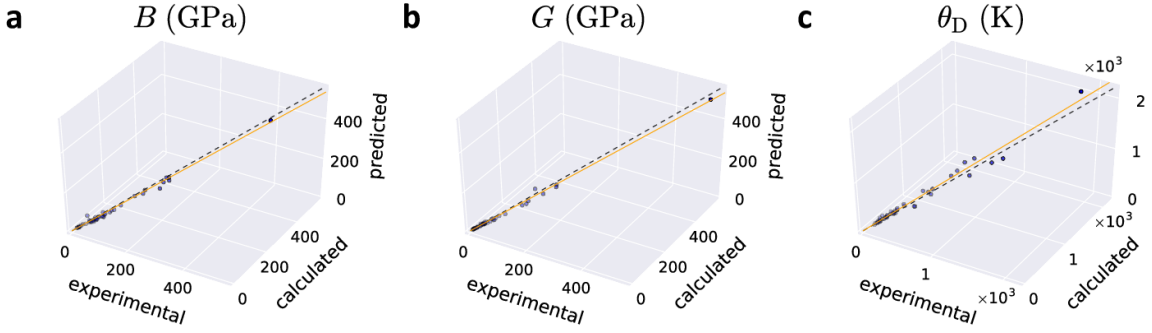 a
B (GPa)
400
200
0
predicted
0
200
400
experimental
0
200
400
calculated
b
G (GPa)
400
200
0
predicted
0
200
400
experimental
0
200
400
calculated
c
θD (K)
×10³
2
1
0
0
1
×10³
experimental
0
1
×10³
calculated